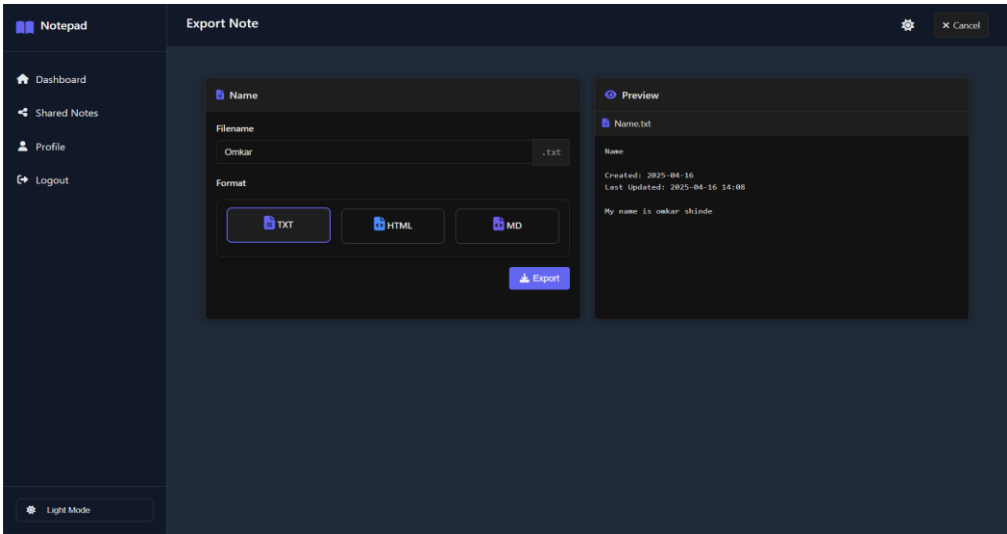 Notepad
Export Note
Cancel
Dashboard
Shared Notes
Profile
Logout
Light Mode
Name
Filename
Omkar
.txt
Format
TXT
HTML
MD
Export
Preview
Name.txt
Name
Created: 2025-04-16
Last Updated: 2025-04-16 14:08
My name is omkar shinde